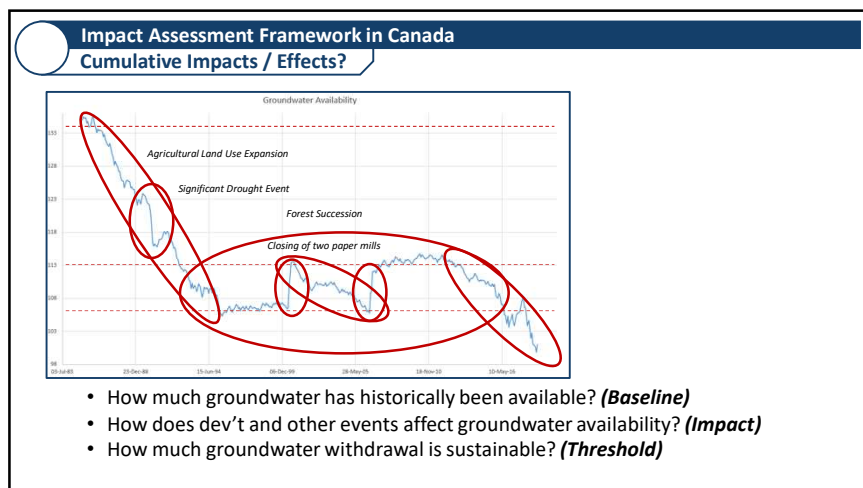 Impact Assessment Framework in Canada
Cumulative Impacts / Effects?
Groundwater Availability
133
Agricultural Land Use Expansion
128
Significant Drought Event
123
Forest Succession
118
Closing of two paper mills
113
108
103
98
03-Jul-85
23-Dec-88
15-Jun-94
06-Dec-99
28-May-05
18-Nov-10
10-May-16
• How much groundwater has historically been available? (Baseline)
• How does dev't and other events affect groundwater availability? (Impact)
• How much groundwater withdrawal is sustainable? (Threshold)